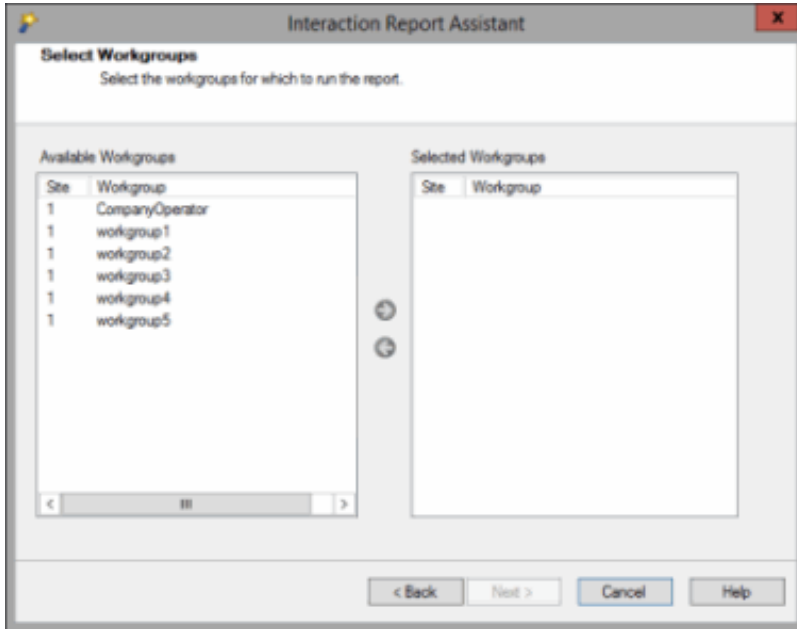 Interaction Report Assistant
x
Select Workgroups
Select the workgroups for which to run the report.
Available Workgroups
Site Workgroup
1 CompanyOperator
1 workgroup1
1 workgroup2
1 workgroup3
1 workgroup4
1 workgroup5
Selected Workgroups
Site Workgroup
< Back Next > Cancel Help